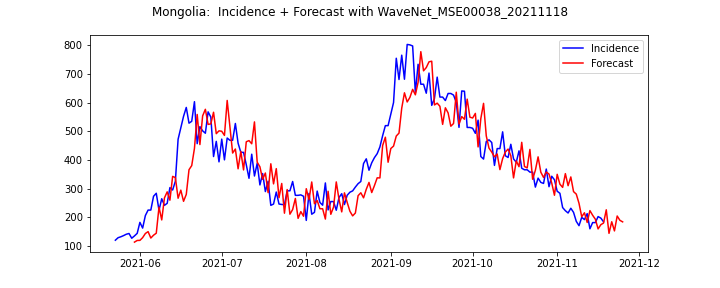 Mongolia:  Incidence + Forecast with WaveNet_MSE00038_20211118
Incidence
Forecast
800
700
600
500
400
300
200
100
2021-06 2021-07 2021-08 2021-09 2021-10 2021-11 2021-12